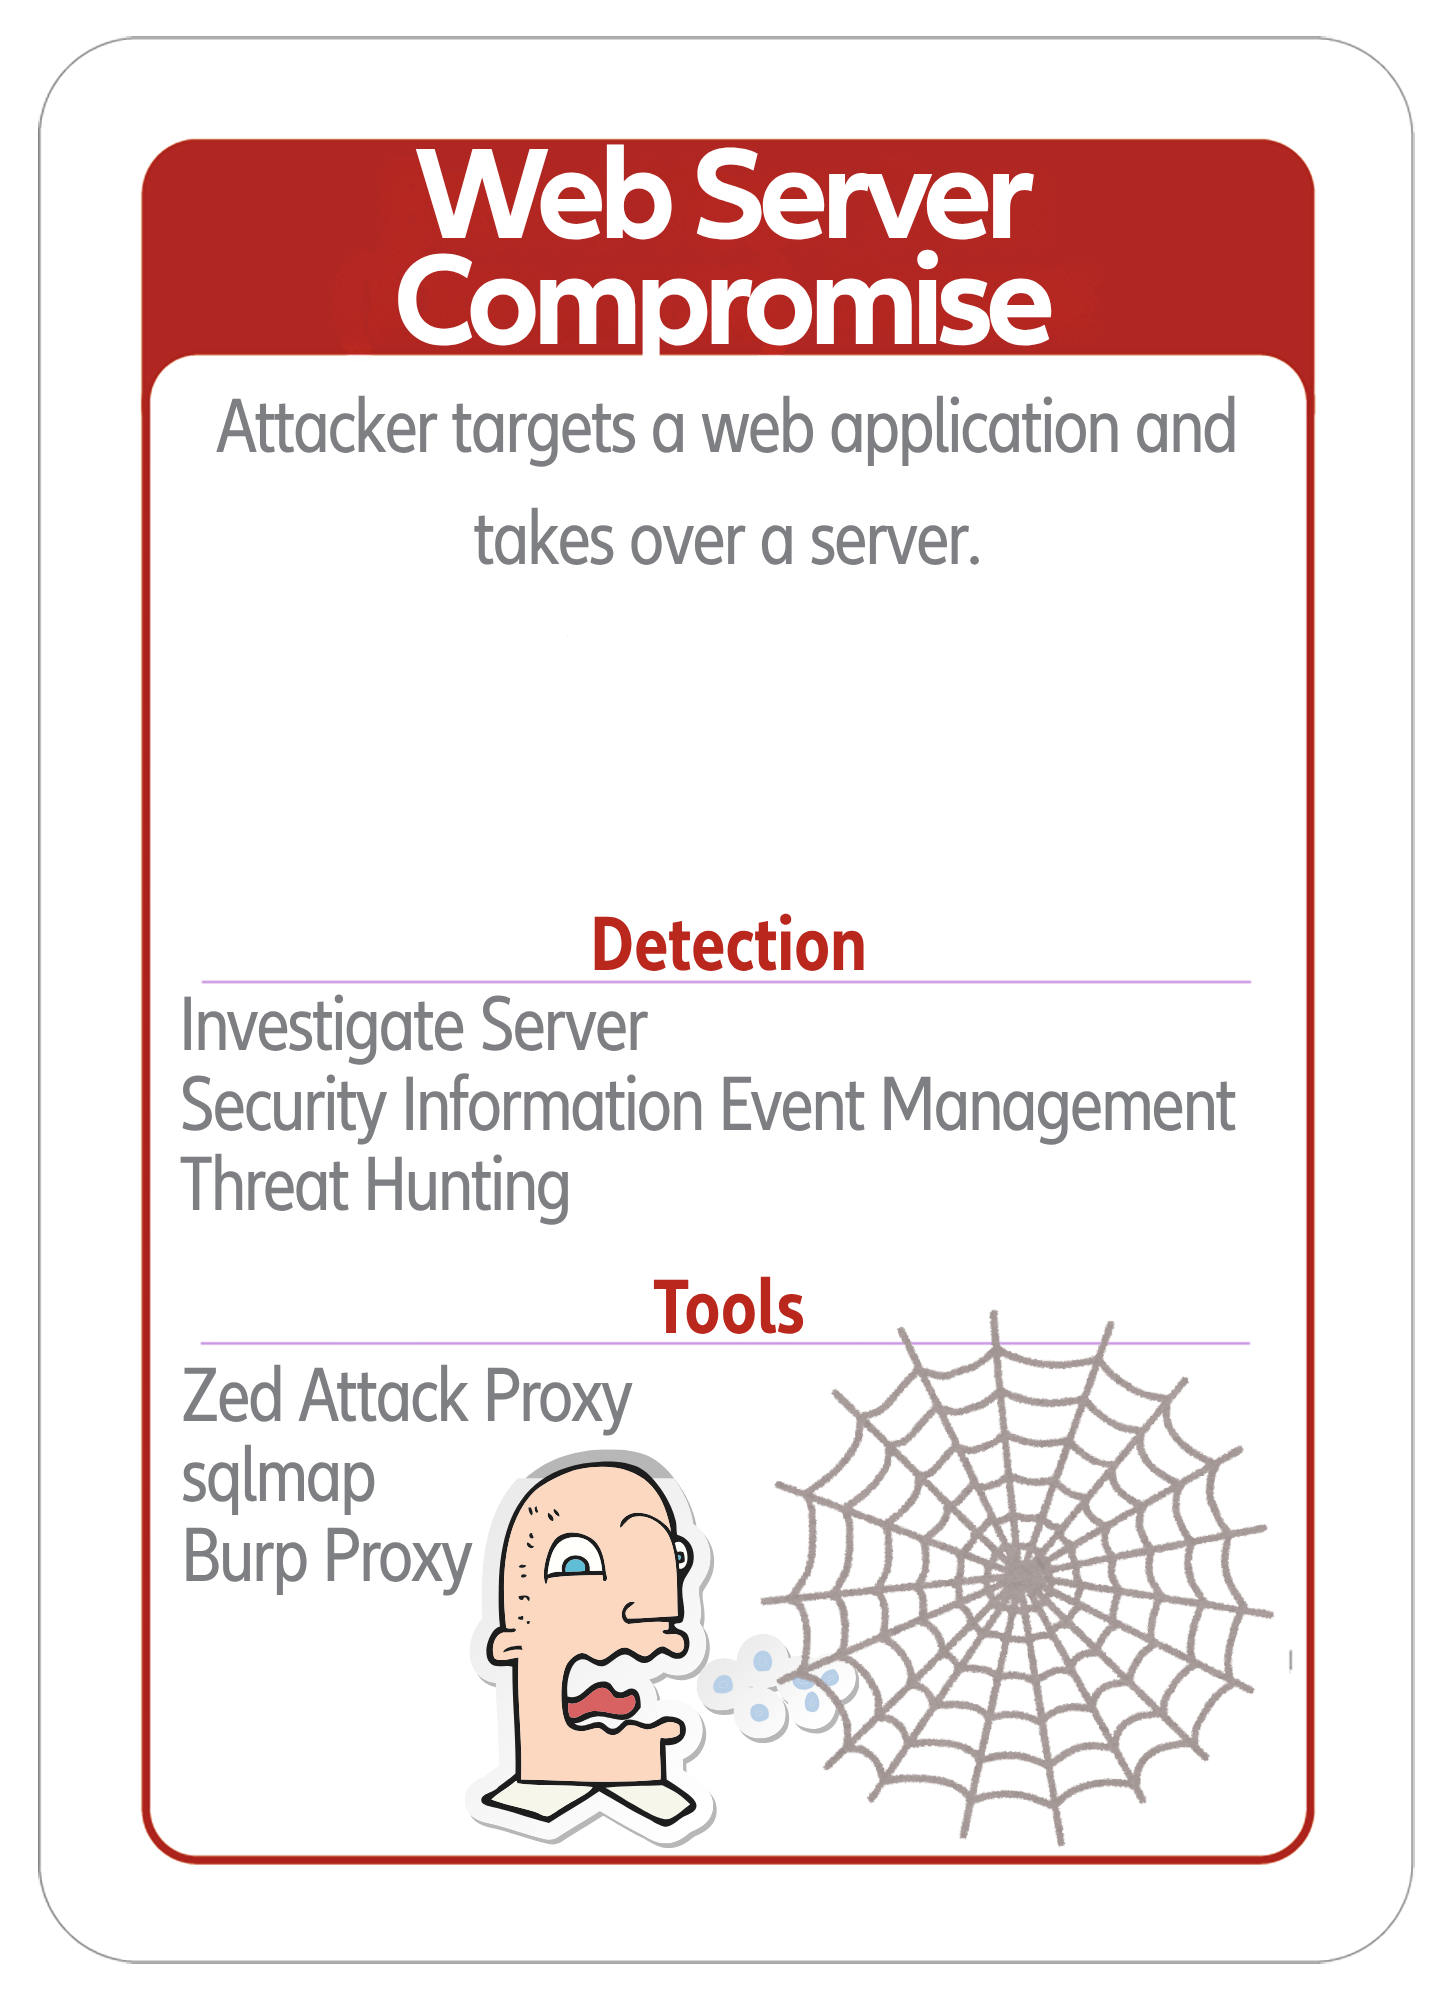 Web Server
Compromise
Attacker targets a web application and
takes over a server.
Detection
Investigate Server
Security Information Event Management
Threat Hunting
Tools
Zed Attack Proxy
sqlmap
Burp Proxy